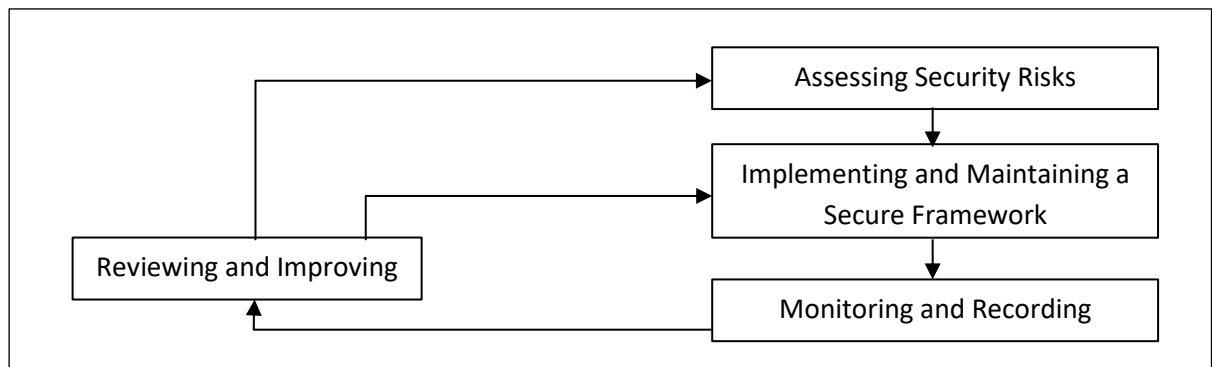 Assessing Security Risks
Implementing and Maintaining a
Secure Framework
Reviewing and Improving
Monitoring and Recording